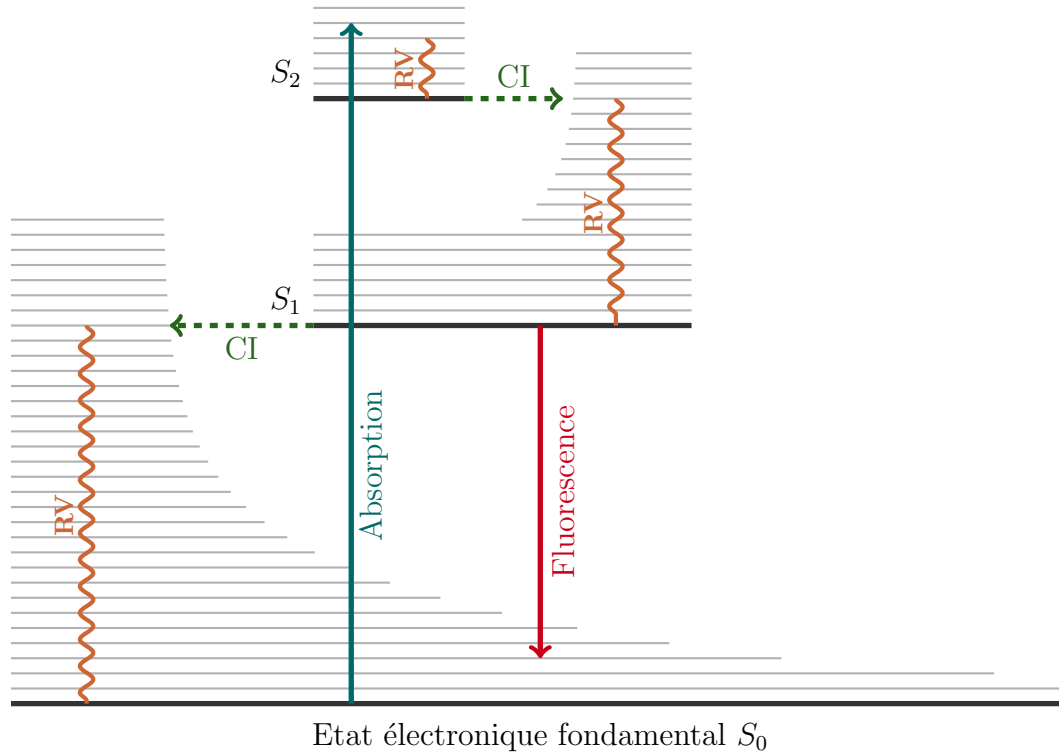 S₂
RV
CI
RV
S₁
CI
Absorption
Fluorescence
RV
Etat électronique fondamental S₀